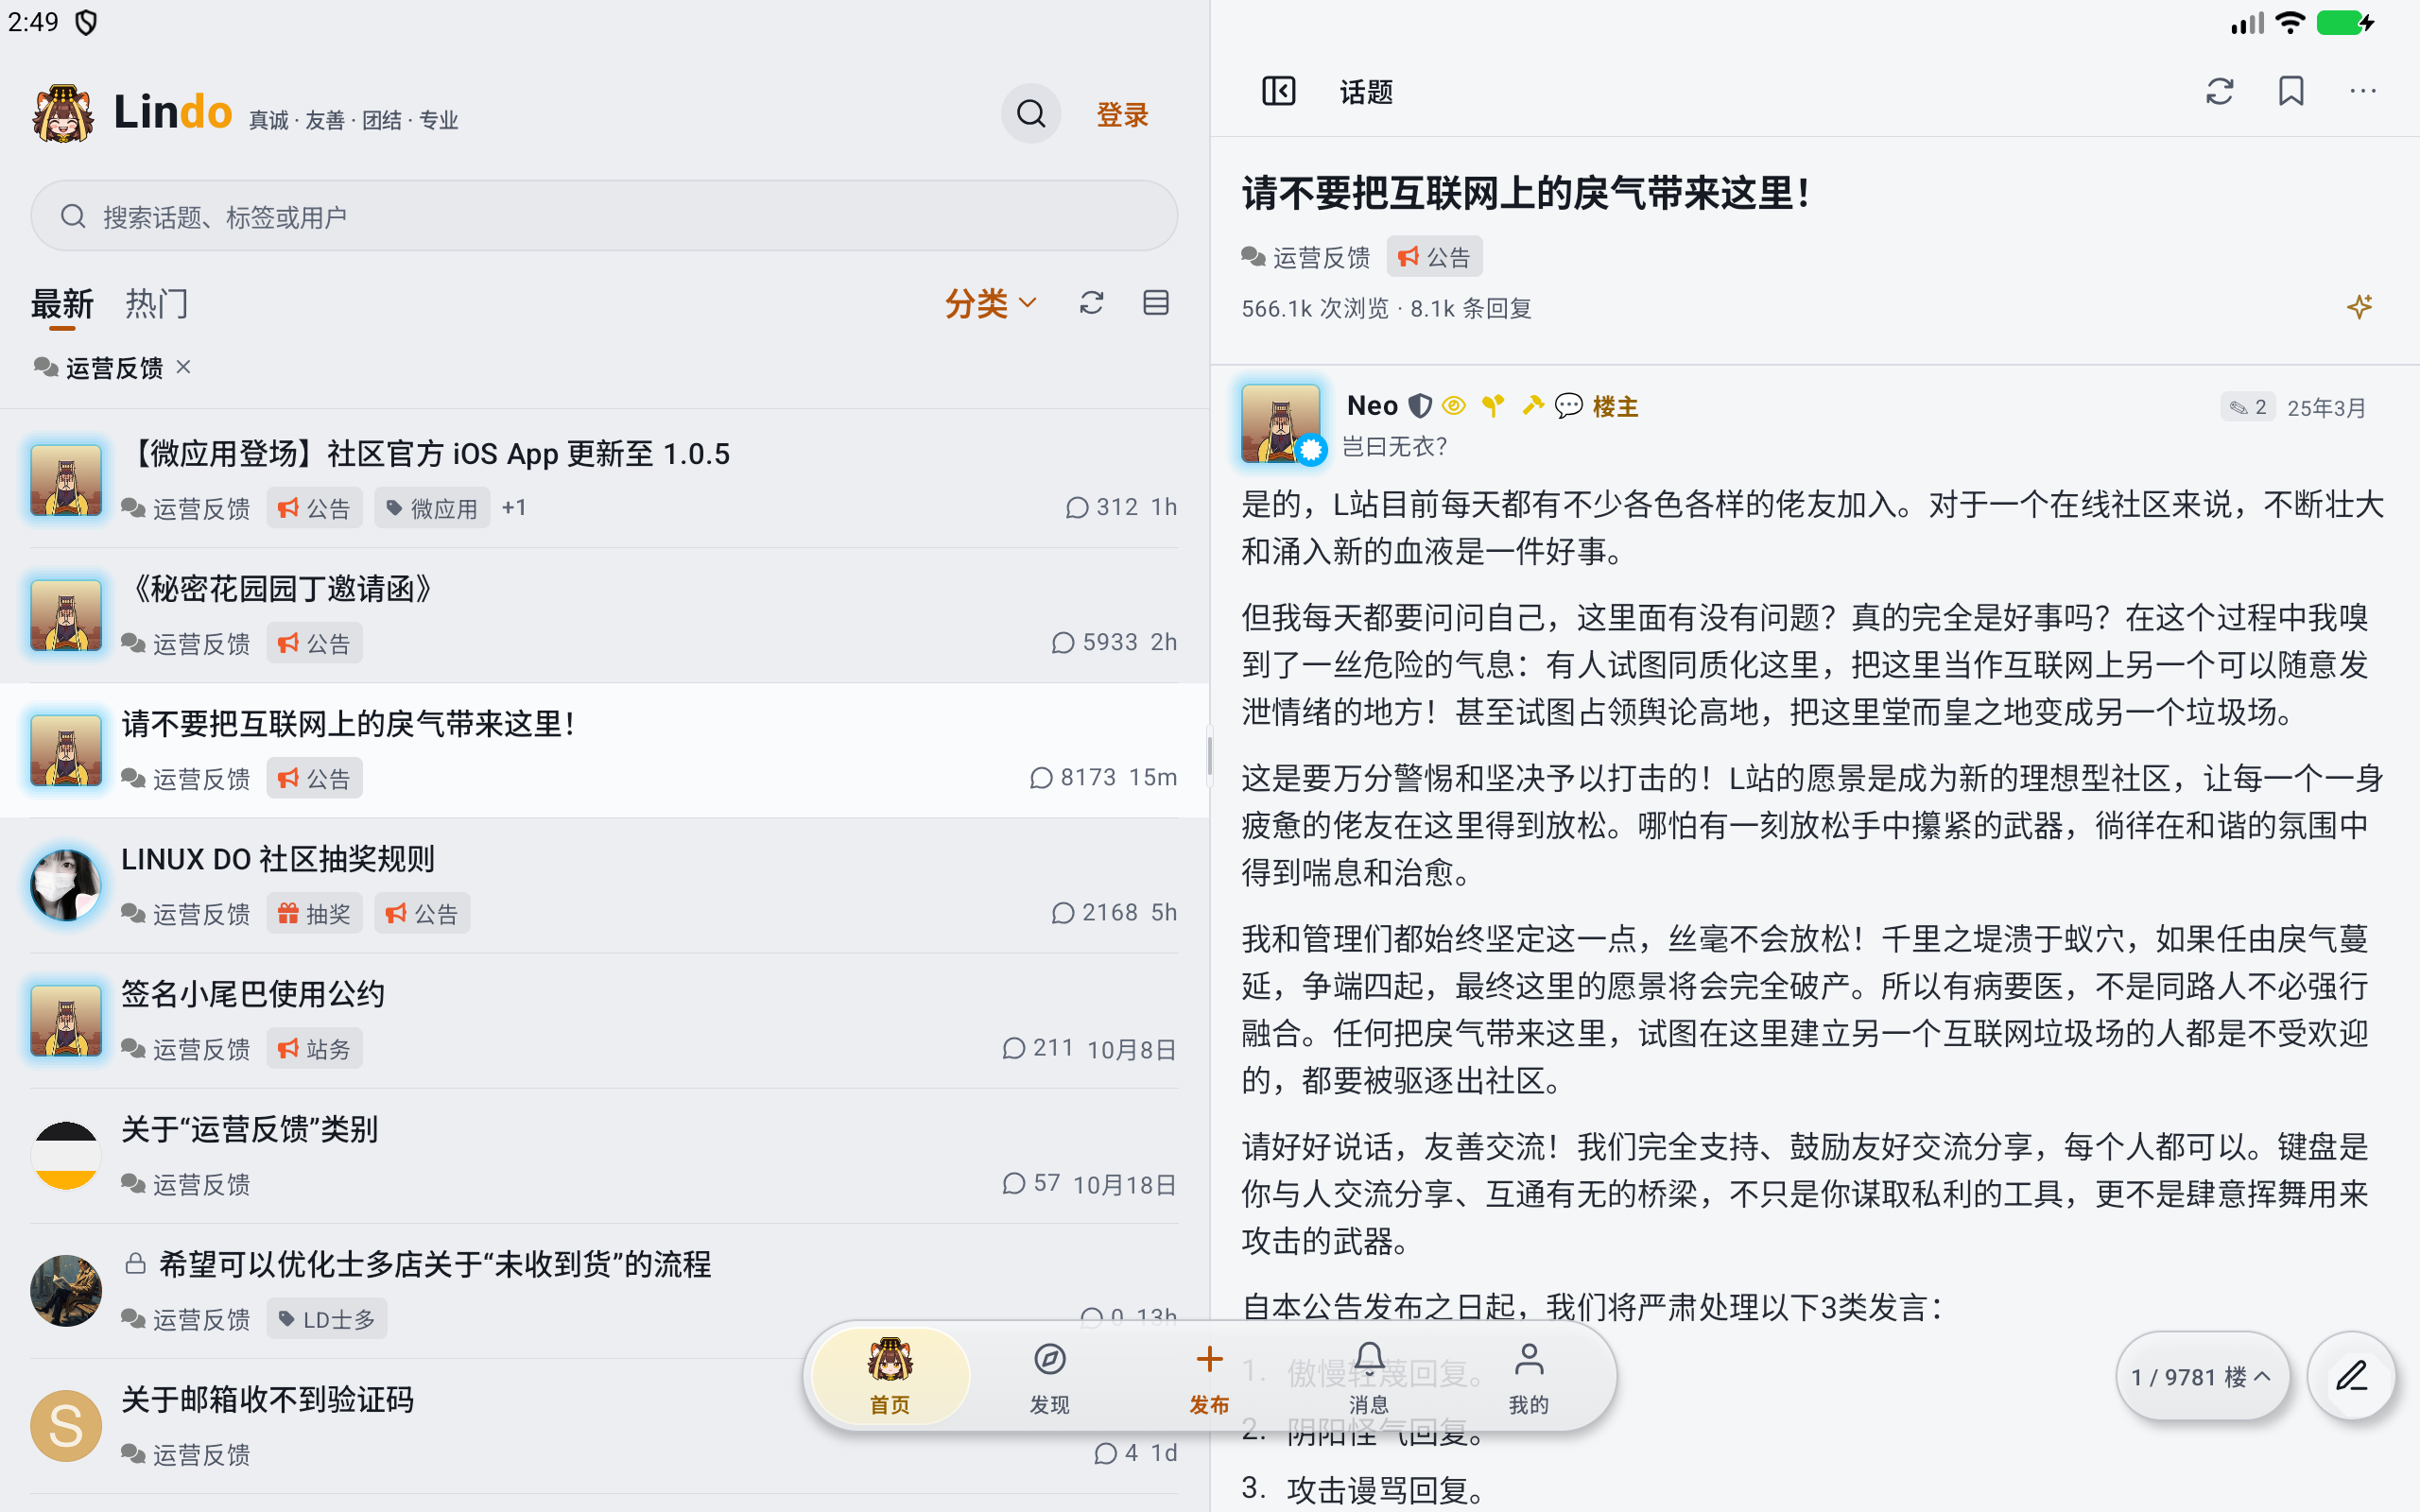 2:49
Lindo 真诚 · 友善 · 团结 · 专业
登录
搜索话题、标签或用户
最新 热门
分类
运营反馈 ×
【微应用登场】社区官方 iOS App 更新至 1.0.5
运营反馈 公告 微应用 +1
312 1h
《秘密花园园丁邀请函》
运营反馈 公告
5933 2h
请不要把互联网上的戾气带来这里！
运营反馈 公告
8173 15m
LINUX DO 社区抽奖规则
运营反馈 抽奖 公告
2168 5h
签名小尾巴使用公约
运营反馈 站务
211 10月8日
关于“运营反馈”类别
运营反馈
57 10月18日
希望可以优化士多店关于“未收到货”的流程
运营反馈 LD士多
0 13h
S
关于邮箱收不到验证码
运营反馈
4 1d
话题
请不要把互联网上的戾气带来这里！
运营反馈 公告
566.1k 次浏览 · 8.1k 条回复
Neo 楼主
2 25年3月
岂曰无衣？
是的，L站目前每天都有不少各色各样的佬友加入。对于一个在线社区来说，不断壮大
和涌入新的血液是一件好事。
但我每天都要问问自己，这里面有没有问题？真的完全是好事吗？在这个过程中我嗅
到了一丝危险的气息：有人试图同质化这里，把这里当作互联网上另一个可以随意发
泄情绪的地方！甚至试图占领舆论高地，把这里堂而皇之地变成另一个垃圾场。
这是要万分警惕和坚决予以打击的！L站的愿景是成为新的理想型社区，让每一个一身
疲惫的佬友在这里得到放松。哪怕有一刻放松手中攥紧的武器，徜徉在和谐的氛围中
得到喘息和治愈。
我和管理们都始终坚定这一点，丝毫不会放松！千里之堤溃于蚁穴，如果任由戾气蔓
延，争端四起，最终这里的愿景将会完全破产。所以有病要医，不是同路人不必强行
融合。任何把戾气带来这里，试图在这里建立另一个互联网垃圾场的人都是不受欢迎
的，都要被驱逐出社区。
请好好说话，友善交流！我们完全支持、鼓励友好交流分享，每个人都可以。键盘是
你与人交流分享、互通有无的桥梁，不只是你谋取私利的工具，更不是肆意挥舞用来
攻击的武器。
自本公告发布之日起，我们将严肃处理以下3类发言：
1. 傲慢轻蔑回复。
2. 阴阳怪气回复。
3. 攻击谩骂回复。
首页 发现 发布 消息 我的
1 / 9781 楼